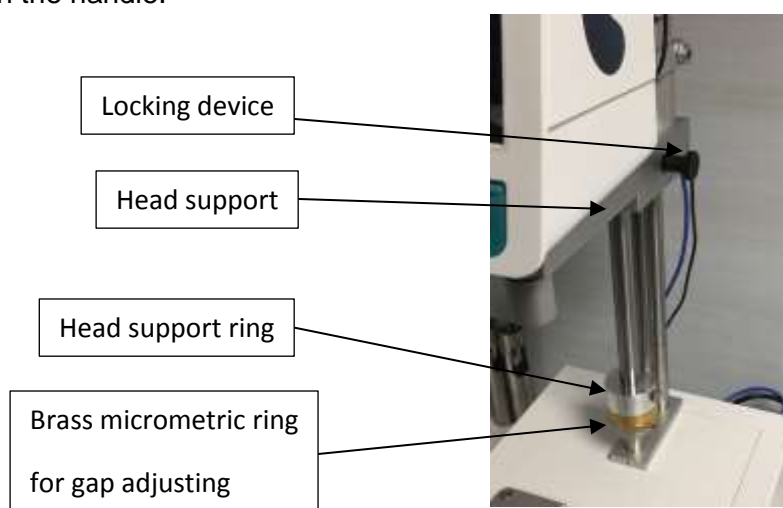 the handle.
Locking device
Head support
Head support ring
Brass micrometric ring
for gap adjusting